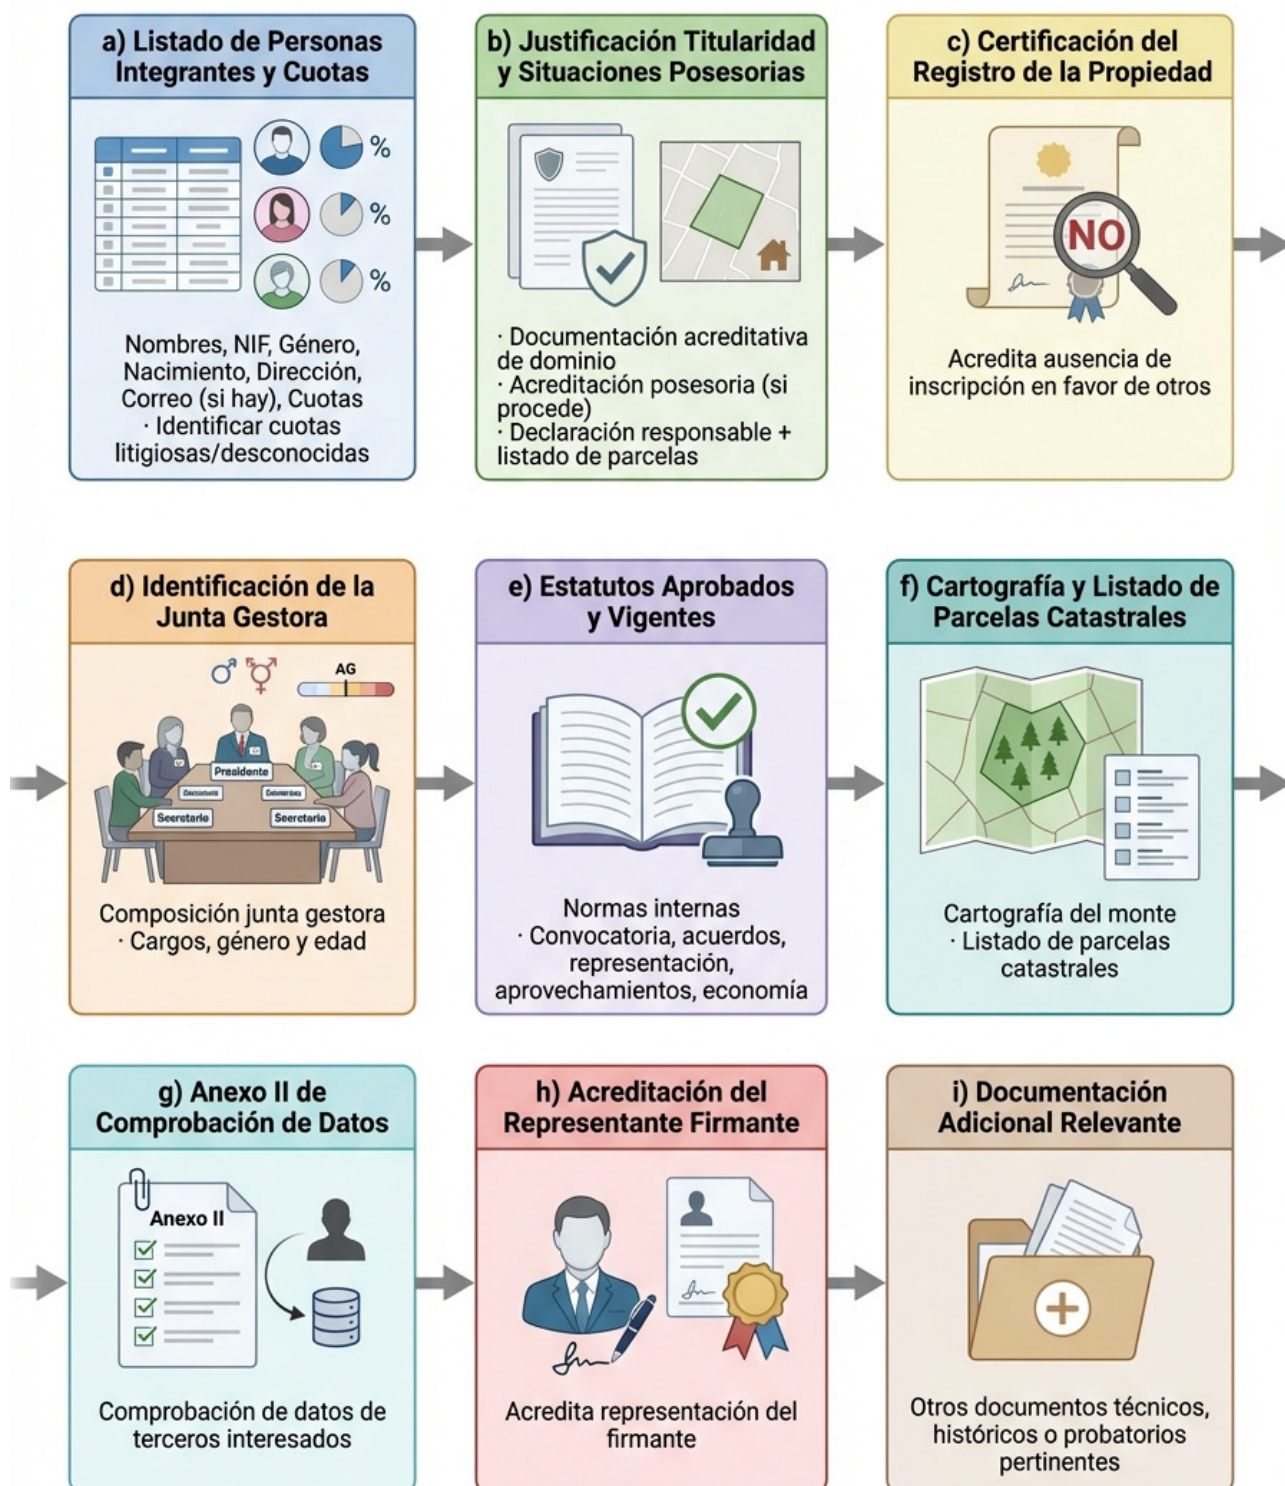 a) Listado de Personas
Integrantes y Cuotas
%
%
%
Nombres, NIF, Género,
Nacimiento, Dirección,
Correo (si hay), Cuotas
· Identificar cuotas
litigiosas/desconocidas
b) Justificación Titularidad
y Situaciones Posesorias
· Documentación acreditativa
de dominio
· Acreditación posesoria (si
procede)
· Declaración responsable +
listado de parcelas
c) Certificación del
Registro de la Propiedad
NO
Acredita ausencia de
inscripción en favor de otros
d) Identificación de la
Junta Gestora
AG
Presidente
Secretario
Secretario
Composición junta gestora
· Cargos, género y edad
e) Estatutos Aprobados
y Vigentes
Normas internas
· Convocatoria, acuerdos,
representación,
aprovechamientos, economía
f) Cartografía y Listado de
Parcelas Catastrales
Cartografía del monte
· Listado de parcelas
catastrales
g) Anexo II de
Comprobación de Datos
Anexo II
Comprobación de datos de
terceros interesados
h) Acreditación del
Representante Firmante
Acredita representación del
firmante
i) Documentación
Adicional Relevante
Otros documentos técnicos,
históricos o probatorios
pertinentes